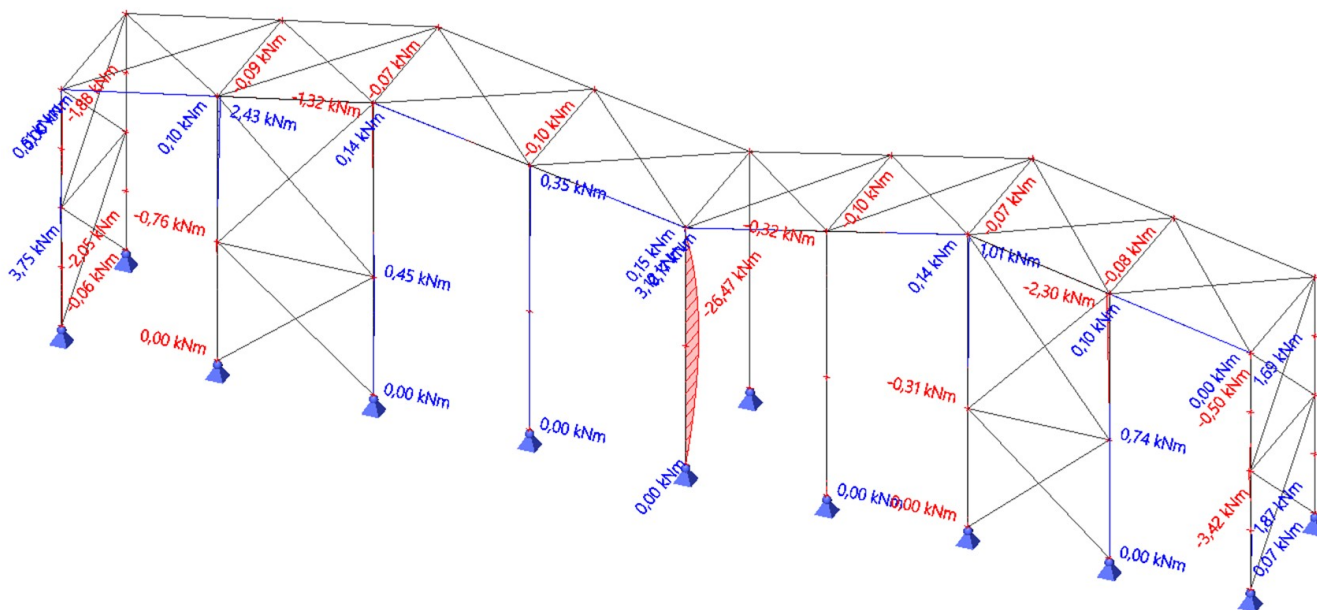 -0,09 kNm
-0,07 kNm
-1,88 kNm
-1,32 kNm
2,43 kNm
0,10 kNm
0,14 kNm
-0,10 kNm
0,35 kNm
-0,76 kNm
3,75 kNm
-2,05 kNm
-0,06 kNm
0,45 kNm
0,00 kNm
0,00 kNm
0,00 kNm
0,15 kNm
-0,32 kNm
-0,10 kNm
-0,07 kNm
-26,47 kNm
0,14 kNm
1,01 kNm
-0,08 kNm
-2,30 kNm
0,10 kNm
0,00 kNm
1,69 kNm
-0,50 kNm
-0,31 kNm
0,74 kNm
0,00 kNm
0,00 kNm
0,00 kNm
-3,42 kNm
1,87 kNm
0,07 kNm
0,00 kNm